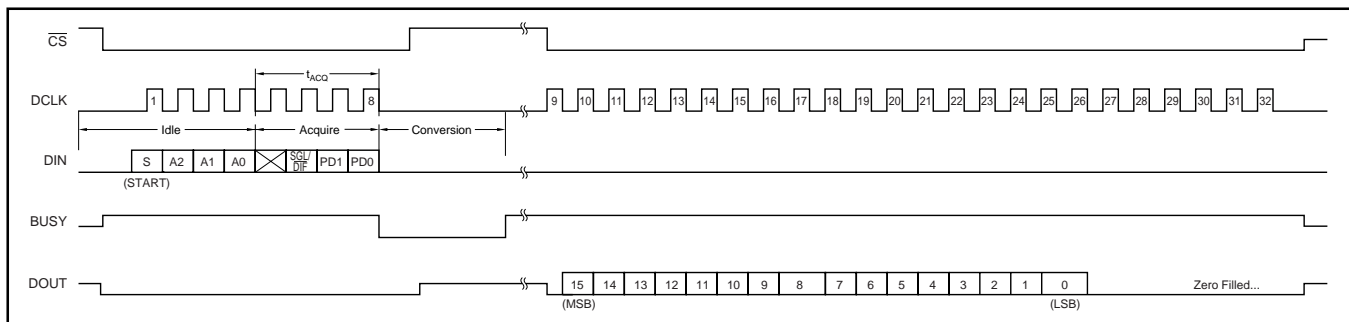 CS
tACQ
DCLK 1 8 9 10 11 12 13 14 15 16 17 18 19 20 21 22 23 24 25 26 27 28 29 30 31 32
Idle Acquire Conversion
DIN S A2 A1 A0 SGL/DIF PD1 PD0
(START)
BUSY
DOUT 15 14 13 12 11 10 9 8 7 6 5 4 3 2 1 0 Zero Filled...
(MSB) (LSB)